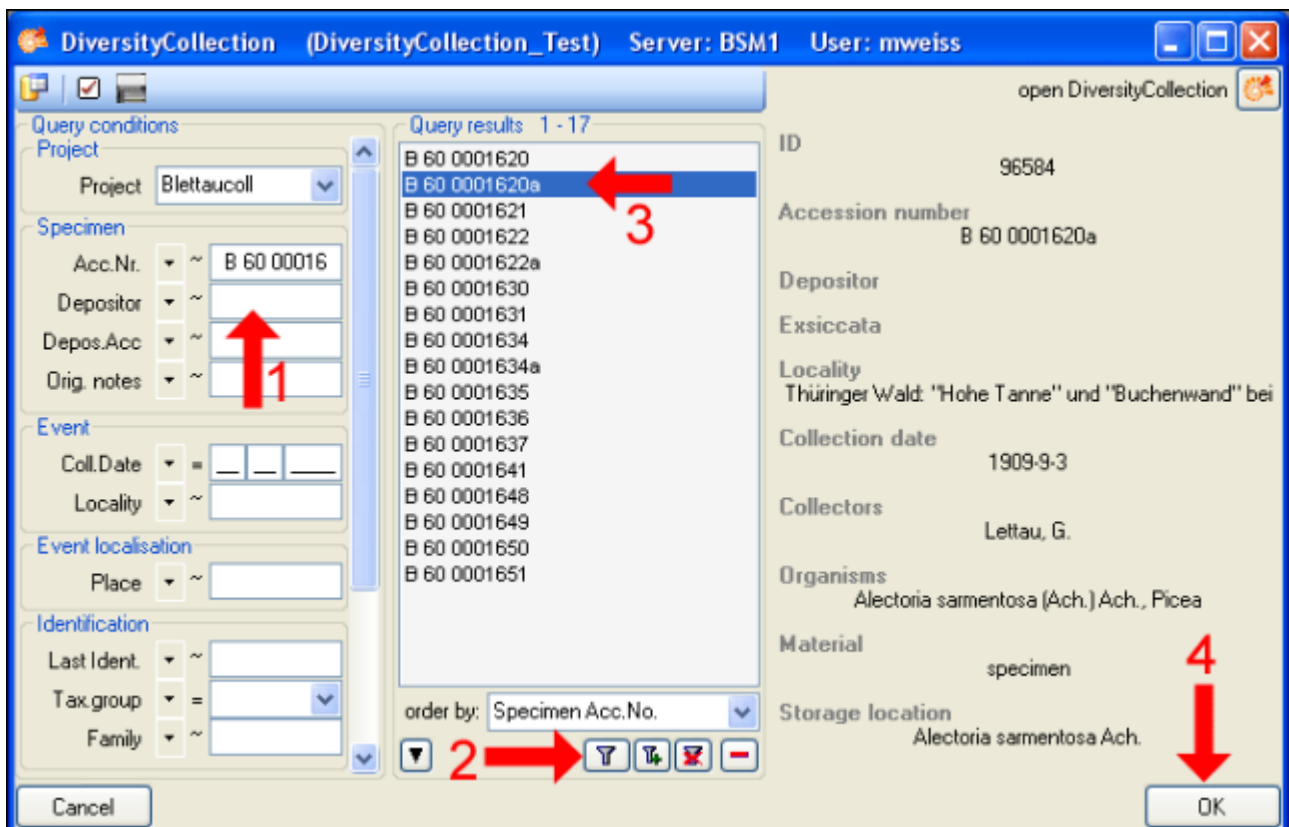 DiversityCollection (DiversityCollection_Test) Server: BSM1 User: mweiss
open DiversityCollection
Query conditions
Project
Project Blettaucoll
Specimen
Acc.Nr. ~ B 60 00016
Depositor ~
Depos.Acc ~
Orig. notes ~
1
Event
Coll.Date = __ __ ____
Locality ~
Event localisation
Place ~
Identification
Last Ident. ~
Tax.group =
Family ~
Query results 1 - 17
B 60 0001620
B 60 0001620a
3
B 60 0001621
B 60 0001622
B 60 0001622a
B 60 0001630
B 60 0001631
B 60 0001634
B 60 0001634a
B 60 0001635
B 60 0001636
B 60 0001637
B 60 0001641
B 60 0001648
B 60 0001649
B 60 0001650
B 60 0001651
order by: Specimen Acc.No.
2
ID
96584
Accession number
B 60 0001620a
Depositor
Exsiccata
Locality
Thüringer Wald: "Hohe Tanne" und "Buchenwand" bei
Collection date
1909-9-3
Collectors
Lettau, G.
Organisms
Alectoria sarmentosa (Ach.) Ach., Picea
Material
specimen
4
Storage location
Alectoria sarmentosa Ach.
Cancel
OK